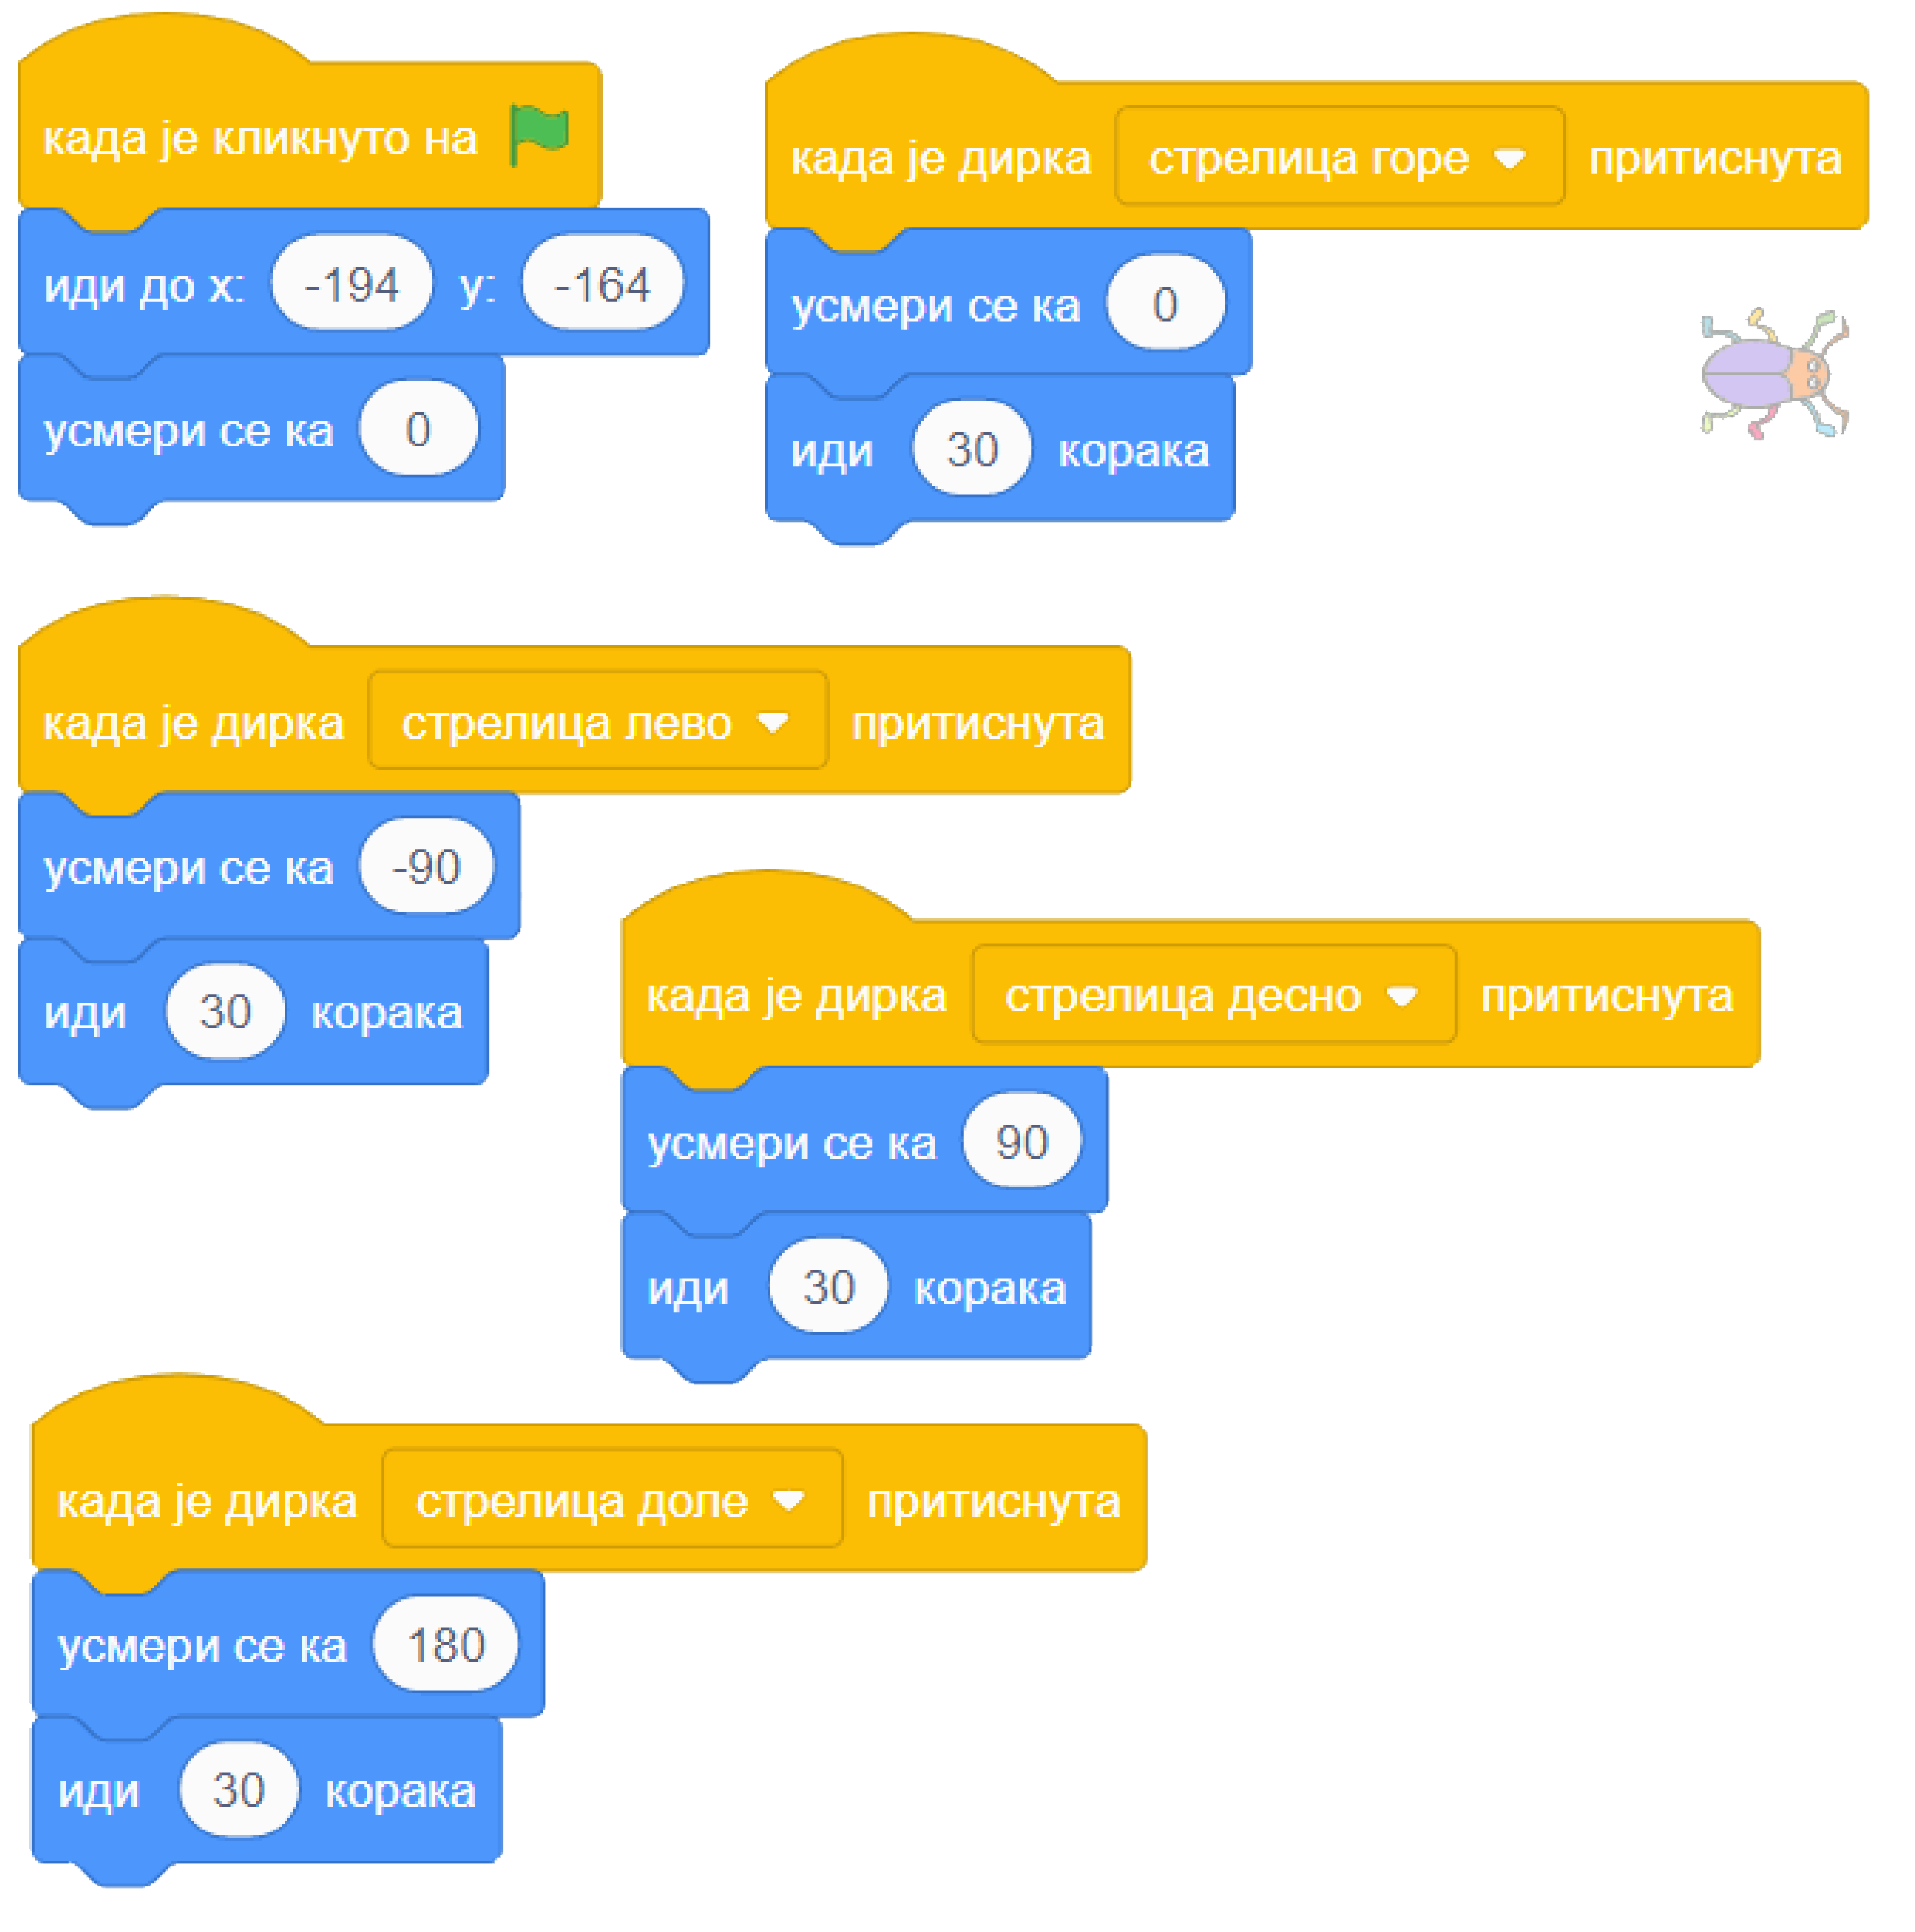 када је кликнуто на
иди до x: -194 y: -164
усмери се ка 0
када је дирка стрелица горе притиснута
усмери се ка 0
иди 30 корака
када је дирка стрелица лево притиснута
усмери се ка -90
иди 30 корака
када је дирка стрелица десно притиснута
усмери се ка 90
иди 30 корака
када је дирка стрелица доле притиснута
усмери се ка 180
иди 30 корака